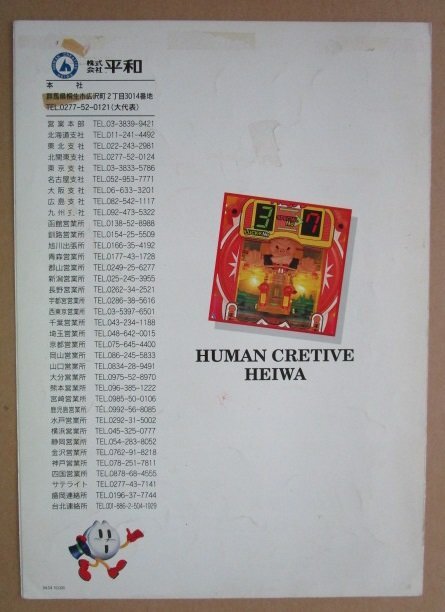 株式会社 平和
本社
群馬県桐生市広沢町2丁目3014番地
TEL.0277-52-0121(大代表)
営業本部 TEL.03-3839-9421
北海道支社 TEL.011-241-4492
東北支社 TEL.022-243-2981
北関東支社 TEL.0277-52-0124
東京支社 TEL.03-3833-5786
名古屋支社 TEL.052-953-7771
大阪支社 TEL.06-633-3201
広島支社 TEL.082-542-1117
九州支社 TEL.092-473-5322
函館営業所 TEL.0138-52-8988
釧路営業所 TEL.0154-25-5509
旭川出張所 TEL.0166-35-4192
青森営業所 TEL.0177-43-1728
郡山営業所 TEL.0249-25-6277
新潟営業所 TEL.025-245-3955
長野営業所 TEL.0262-34-2521
宇都宮営業所 TEL.0286-38-5616
西東京営業所 TEL.03-5397-6501
千葉営業所 TEL.043-234-1188
埼玉営業所 TEL.048-642-0015
京都営業所 TEL.075-645-4400
岡山営業所 TEL.086-245-5833
山口営業所 TEL.0834-28-9491
大分営業所 TEL.0975-52-8970
熊本営業所 TEL.096-385-1222
宮崎営業所 TEL.0985-50-0106
鹿児島営業所 TEL.0992-56-8085
水戸営業所 TEL.0292-31-5002
横浜営業所 TEL.045-325-0777
静岡営業所 TEL.054-283-8052
金沢営業所 TEL.0762-91-8218
神戸営業所 TEL.078-251-7811
四国営業所 TEL.0878-68-4555
サテライト TEL.0277-43-7141
盛岡連絡所 TEL.0196-37-7744
台北連絡所 TEL.001-886-2-504-1929
3 7
HUMAN CRETIVE
HEIWA